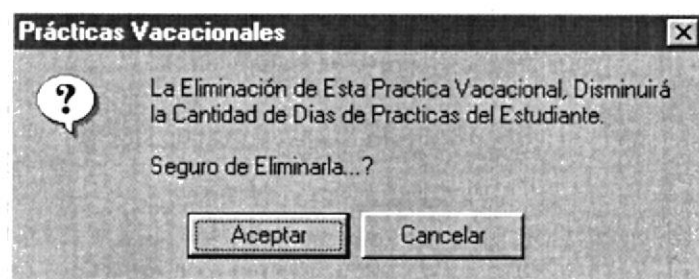 Prácticas Vacacionales
La Eliminación de Esta Practica Vacacional, Disminuirá
la Cantidad de Dias de Practicas del Estudiante.
Seguro de Eliminarla...?
Aceptar Cancelar